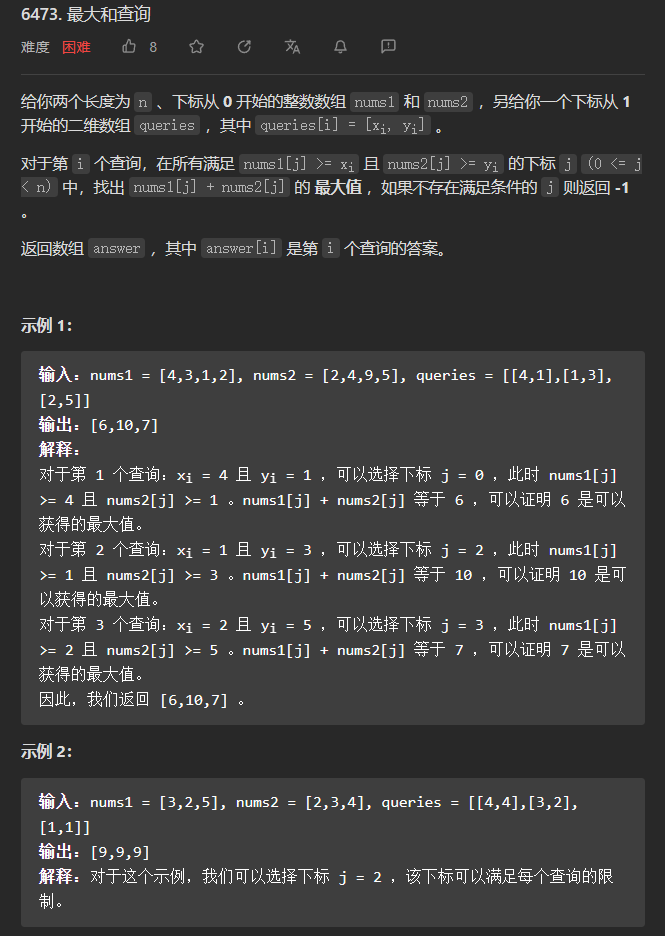 6473. 最大和查询
难度 困难 8
给你两个长度为 n 、下标从 0 开始的整数数组 nums1 和 nums2 ，另给你一个下标从 1
开始的二维数组 queries ，其中 queries[i] = [xi, yi] 。
对于第 i 个查询，在所有满足 nums1[j] >= xi 且 nums2[j] >= yi 的下标 j (0 <= j
< n) 中，找出 nums1[j] + nums2[j] 的 最大值 ，如果不存在满足条件的 j 则返回 -1
。
返回数组 answer ，其中 answer[i] 是第 i 个查询的答案。
示例 1：
输入：nums1 = [4,3,1,2], nums2 = [2,4,9,5], queries = [[4,1],[1,3],
[2,5]]
输出：[6,10,7]
解释：
对于第 1 个查询：xi = 4 且 yi = 1 ，可以选择下标 j = 0 ，此时 nums1[j]
>= 4 且 nums2[j] >= 1 。nums1[j] + nums2[j] 等于 6 ，可以证明 6 是可以
获得的最大值。
对于第 2 个查询：xi = 1 且 yi = 3 ，可以选择下标 j = 2 ，此时 nums1[j]
>= 1 且 nums2[j] >= 3 。nums1[j] + nums2[j] 等于 10 ，可以证明 10 是可
以获得的最大值。
对于第 3 个查询：xi = 2 且 yi = 5 ，可以选择下标 j = 3 ，此时 nums1[j]
>= 2 且 nums2[j] >= 5 。nums1[j] + nums2[j] 等于 7 ，可以证明 7 是可以
获得的最大值。
因此，我们返回 [6,10,7] 。
示例 2：
输入：nums1 = [3,2,5], nums2 = [2,3,4], queries = [[4,4],[3,2],
[1,1]]
输出：[9,9,9]
解释：对于这个示例，我们可以选择下标 j = 2 ，该下标可以满足每个查询的限
制。